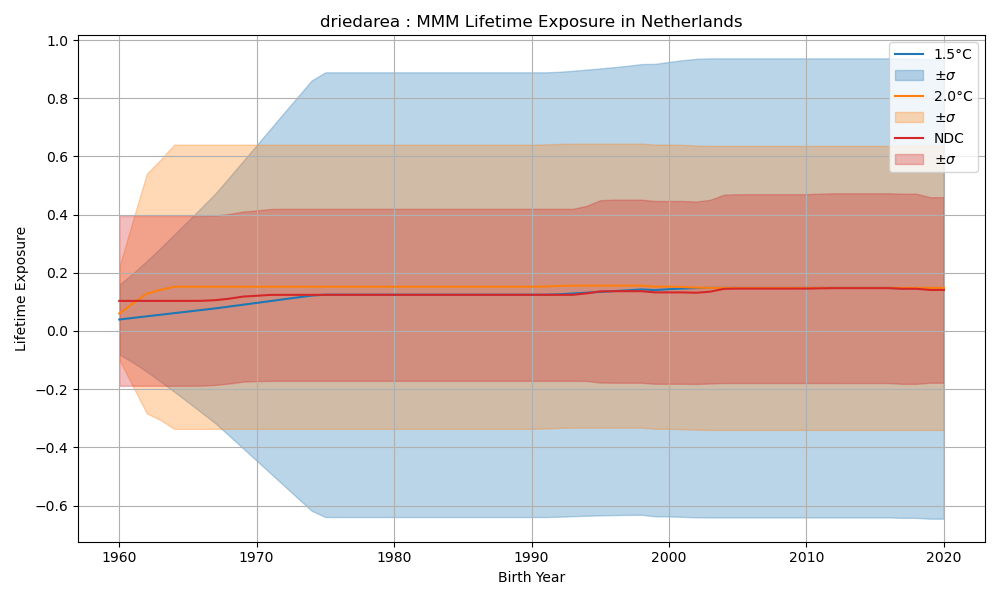 driedarea : MMM Lifetime Exposure in Netherlands
1.0
0.8
0.6
0.4
0.2
0.0
−0.2
−0.4
−0.6
Lifetime Exposure
1.5°C
±σ
2.0°C
±σ
NDC
±σ
1960
1970
1980
1990
2000
2010
2020
Birth Year